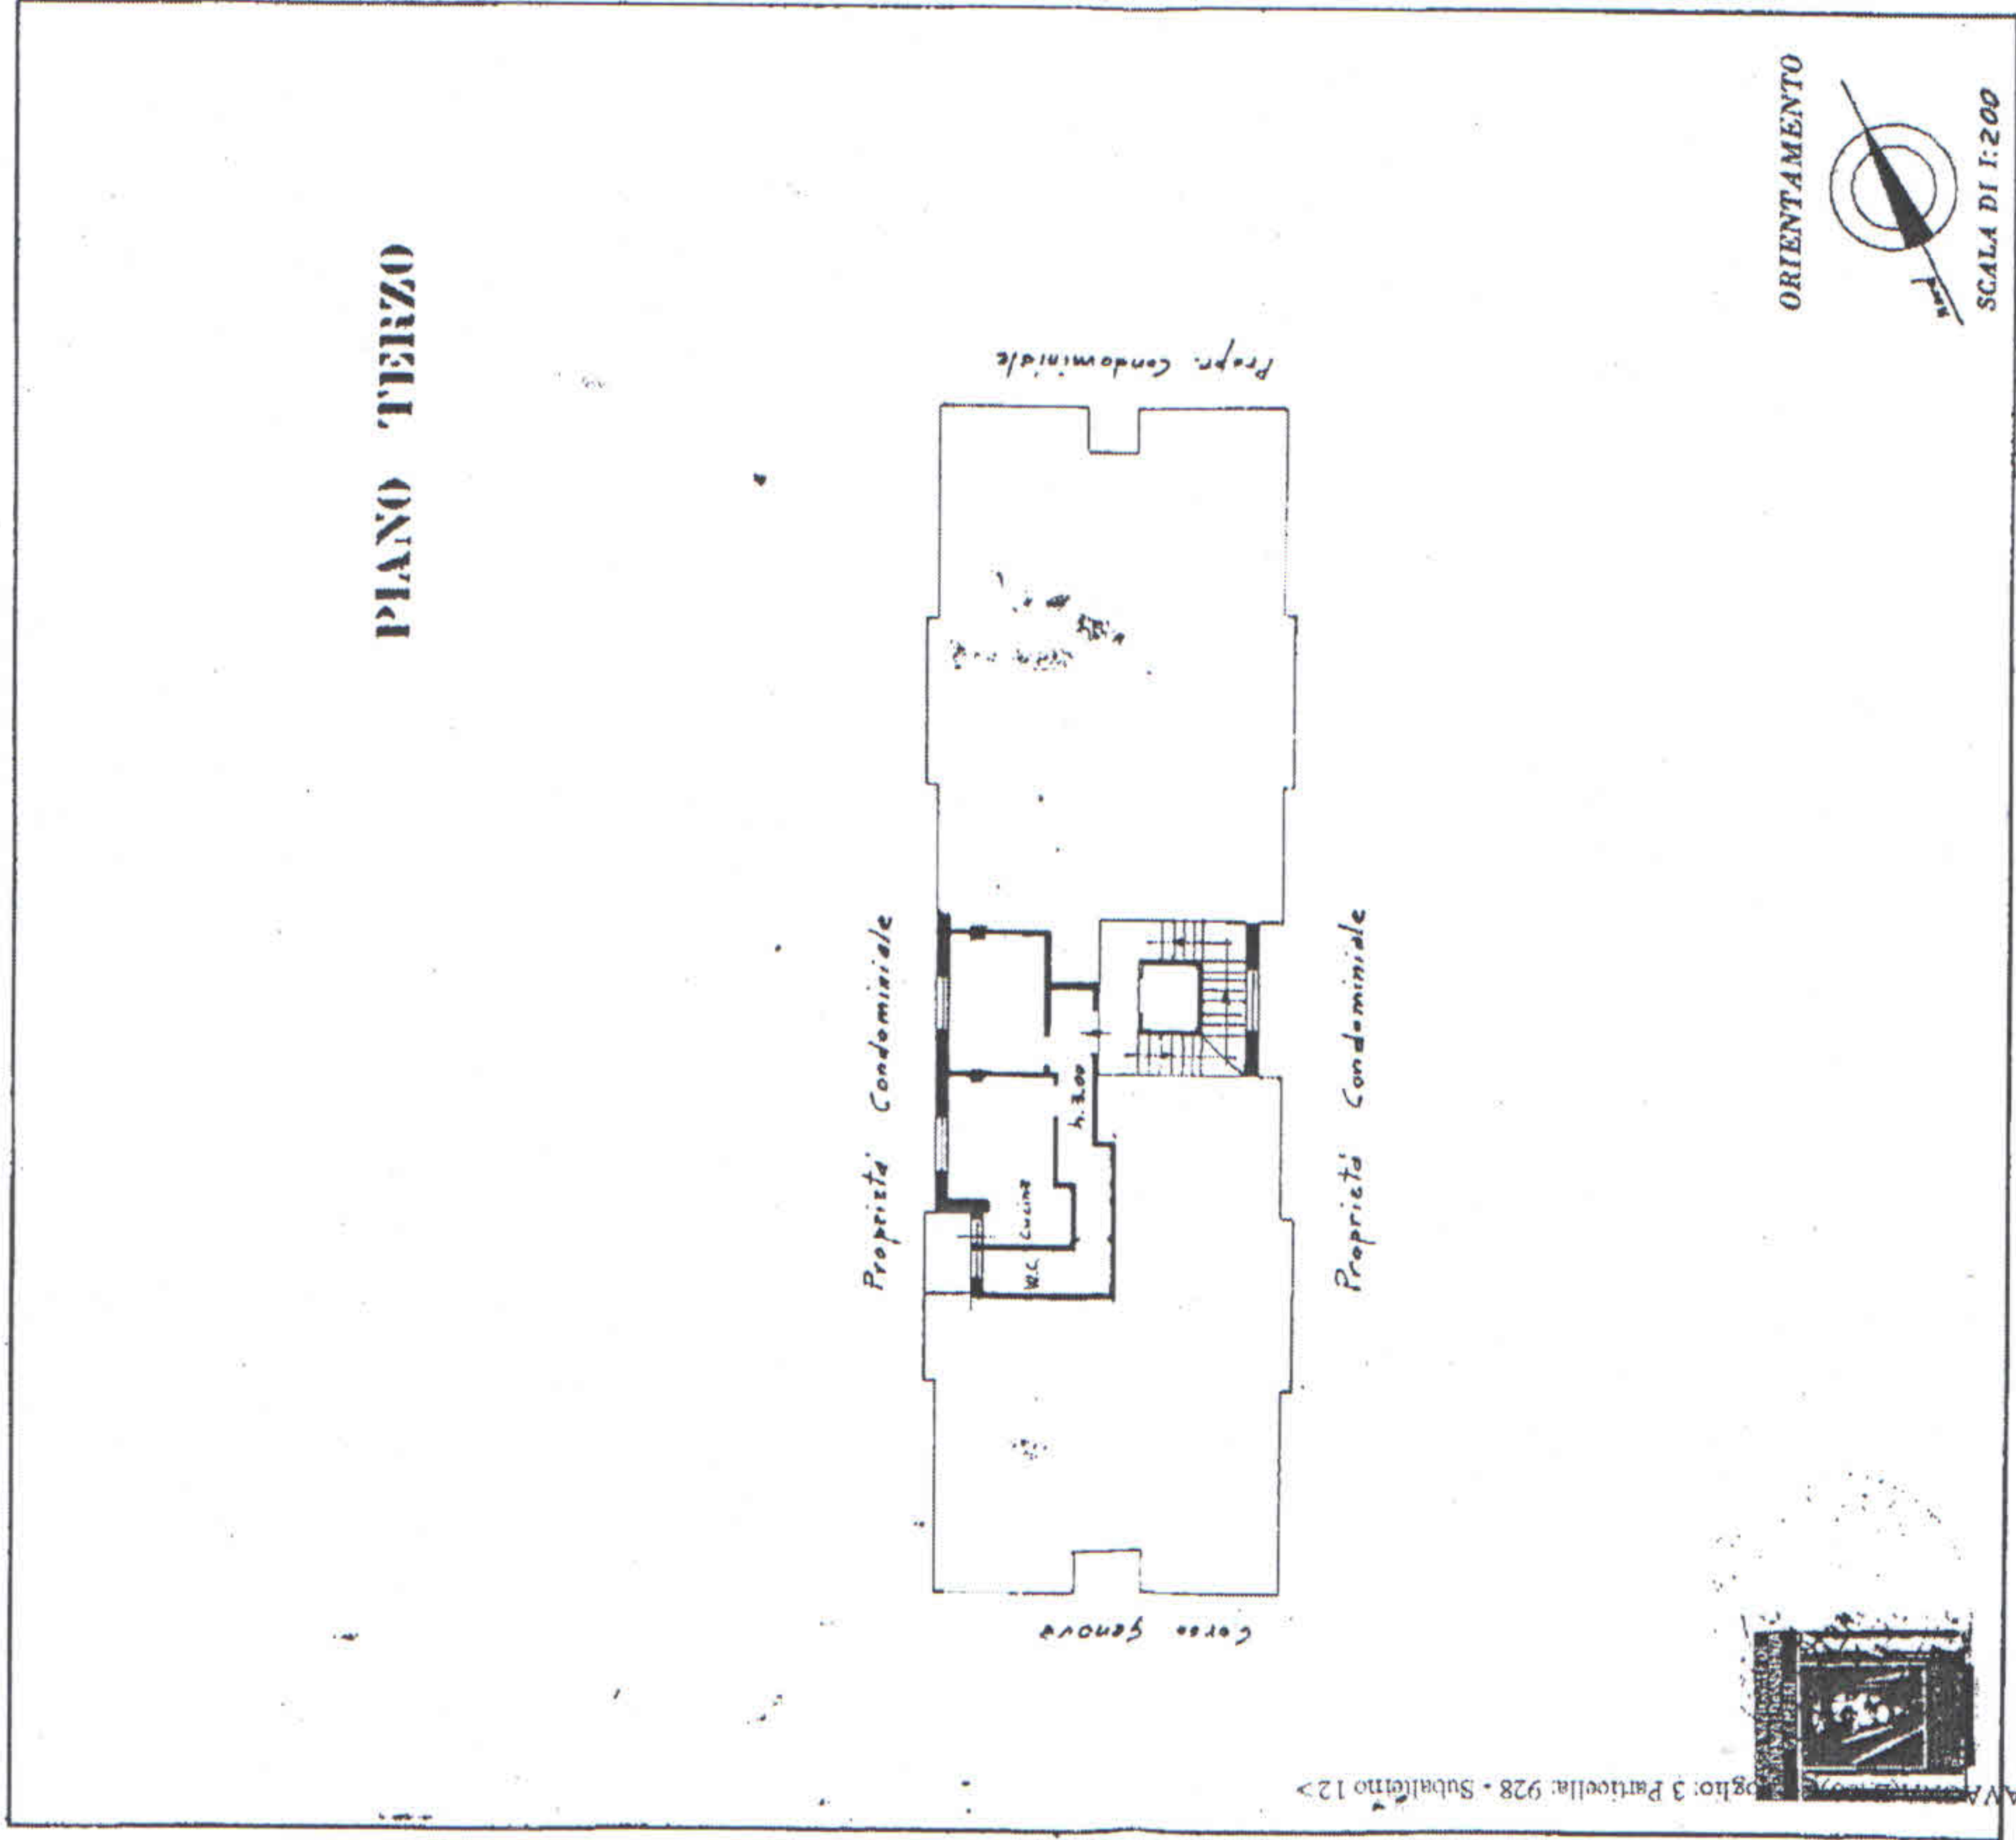 PIANO TERZO
Propr. Condominiale
Proprietà Condominiale
h. 3.00
Cucina
W.C.
Proprietà Condominiale
Corso Genova
ORIENTAMENTO
nord
SCALA DI 1:200
oglio: 3 Particella: 928 - Subalterno 12>